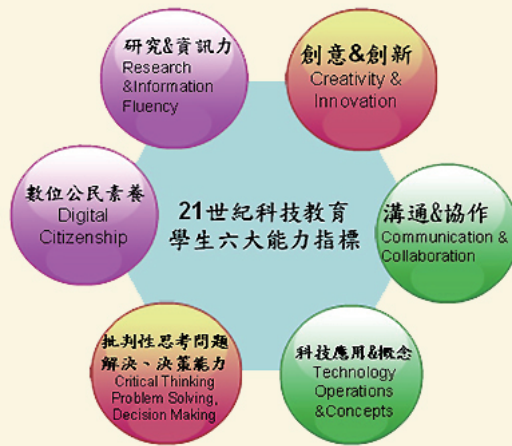 研究&資訊力
Research
&Information
Fluency
創意&創新
Creativity &
Innovation
數位公民素養
Digital
Citizenship
21世紀科技教育
學生六大能力指標
溝通&協作
Communication &
Collaboration
批判性思考問題
解決、決策能力
Critical Thinking
Problem Solving,
Decision Making
科技應用&概念
Technology
Operations
&Concepts